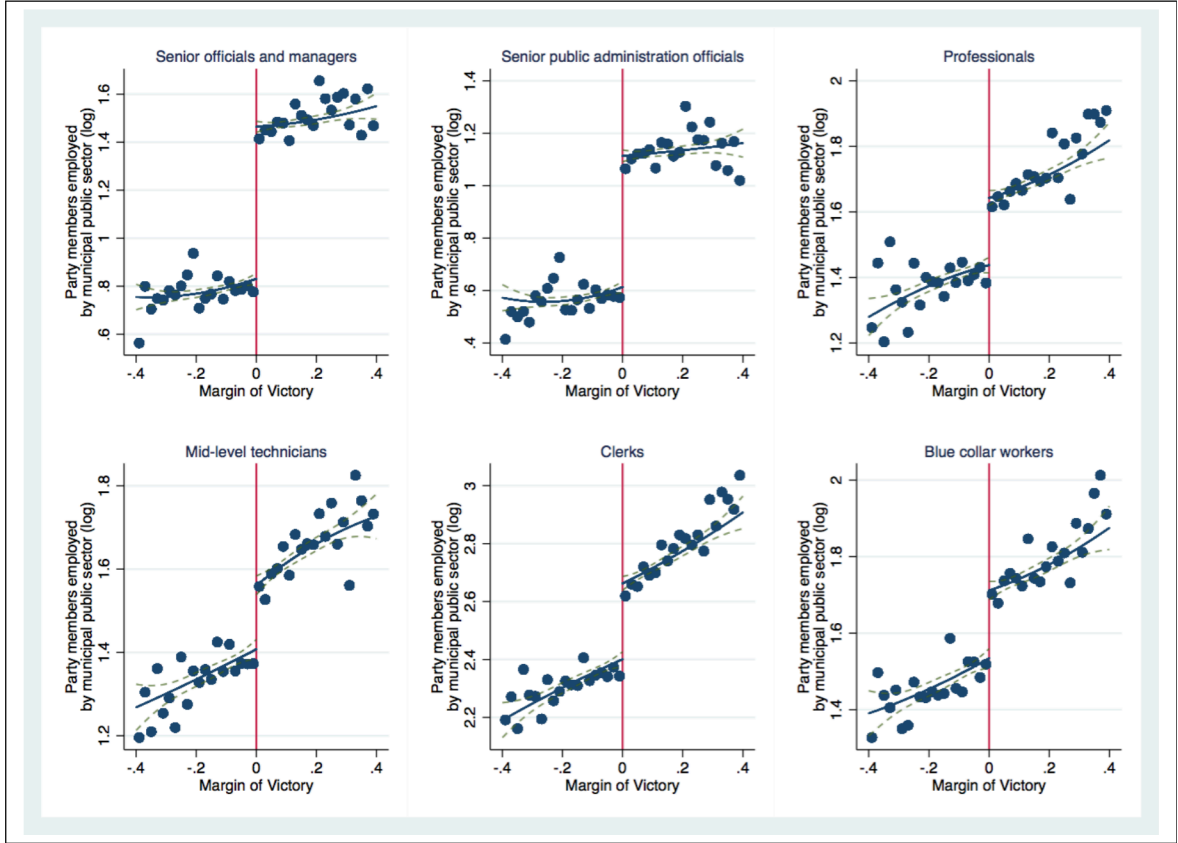 Senior officials and managers
Party members employed
by municipal public sector (log)
1.6
1.4
1.2
1
.8
.6
-.4 -.2 0 .2 .4
Margin of Victory
Senior public administration officials
Party members employed
by municipal public sector (log)
1.4
1.2
1
.8
.6
.4
-.4 -.2 0 .2 .4
Margin of Victory
Professionals
Party members employed
by municipal public sector (log)
2
1.8
1.6
1.4
1.2
-.4 -.2 0 .2 .4
Margin of Victory
Mid-level technicians
Party members employed
by municipal public sector (log)
1.8
1.6
1.4
1.2
-.4 -.2 0 .2 .4
Margin of Victory
Clerks
Party members employed
by municipal public sector (log)
3
2.8
2.6
2.4
2.2
-.4 -.2 0 .2 .4
Margin of Victory
Blue collar workers
Party members employed
by municipal public sector (log)
2
1.8
1.6
1.4
-.4 -.2 0 .2 .4
Margin of Victory